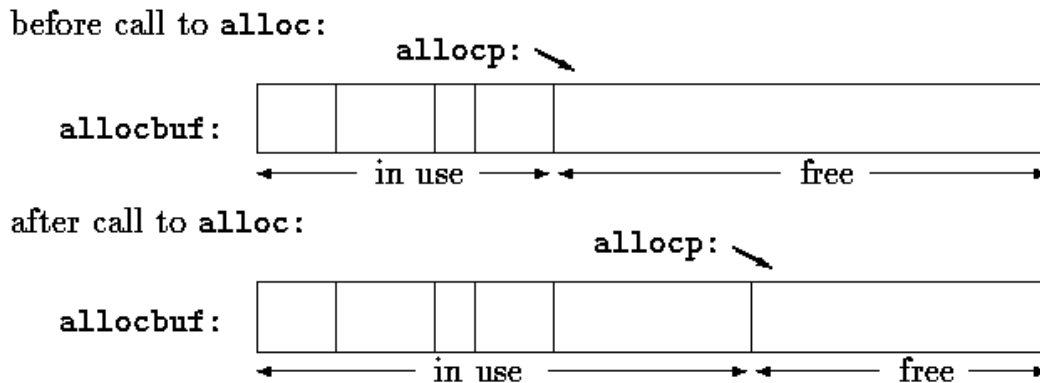 before call to alloc:
allocp:
allocbuf:
in use
free
after call to alloc:
allocp:
allocbuf:
in use
free